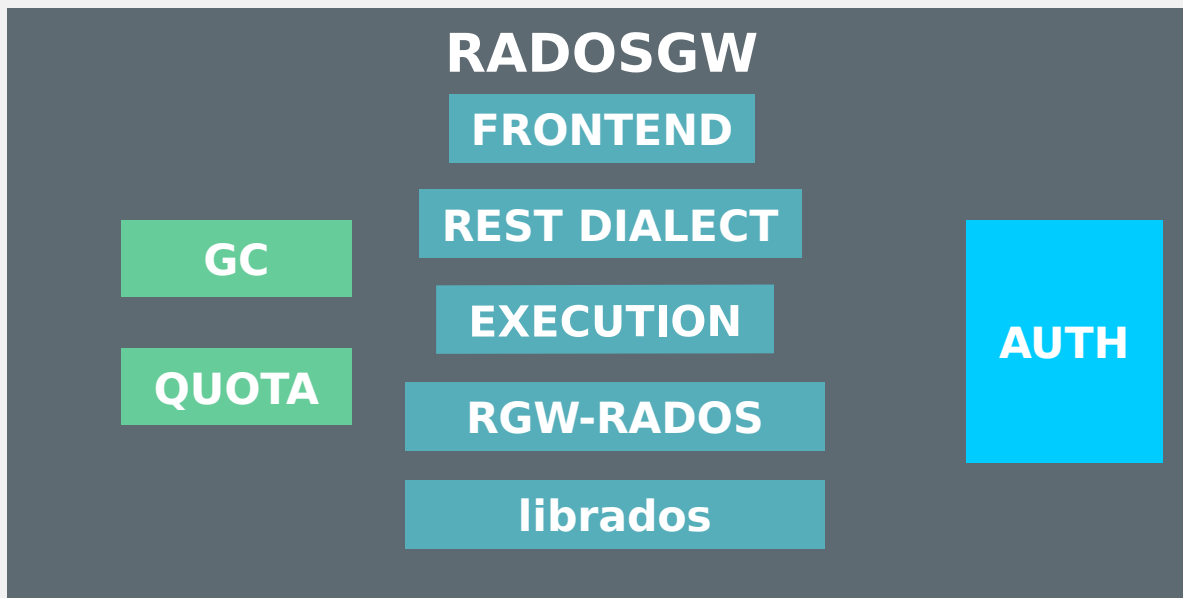 RADOSGW
FRONTEND
REST DIALECT
GC
EXECUTION
AUTH
QUOTA
RGW-RADOS
librados